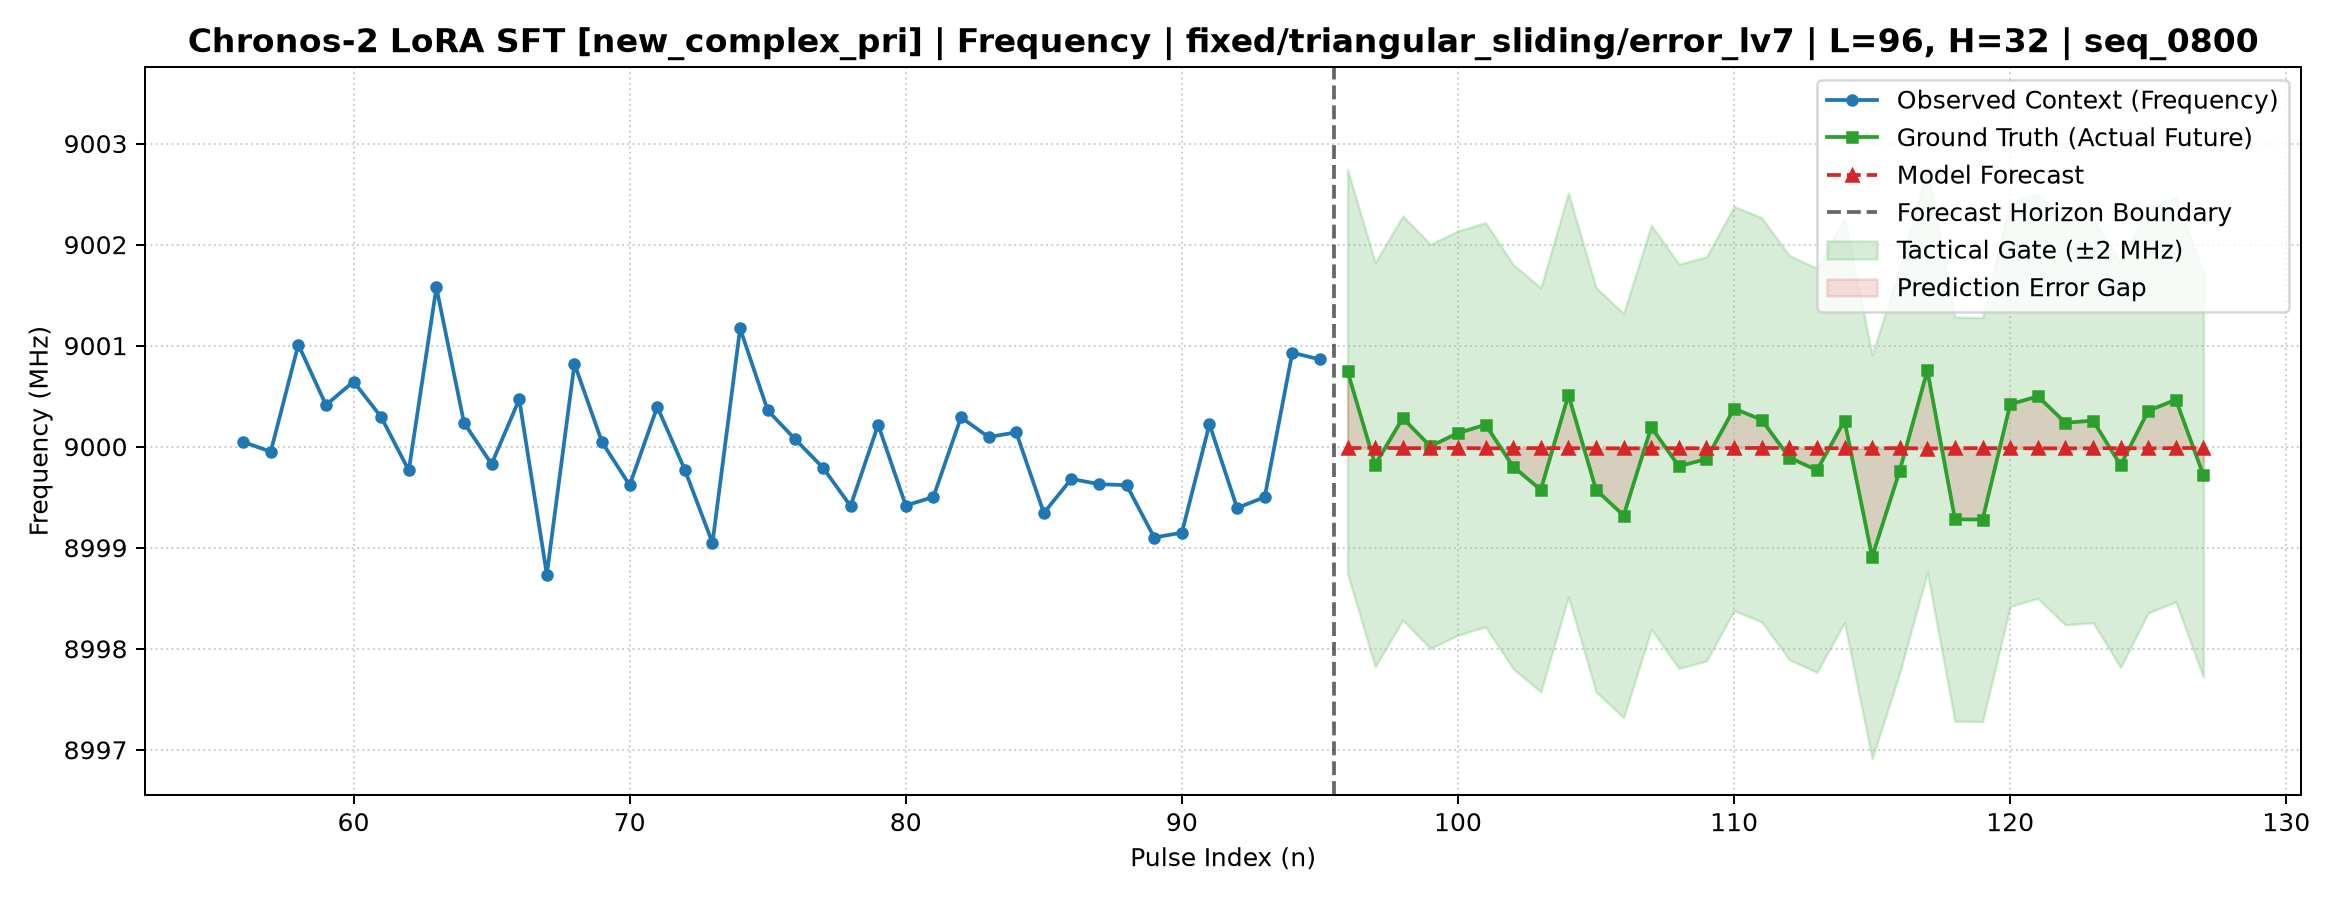 Chronos-2 LoRA SFT [new_complex_pri] | Frequency | fixed/triangular_sliding/error_lv7 | L=96, H=32 | seq_0800
Observed Context (Frequency)
Ground Truth (Actual Future)
Model Forecast
Forecast Horizon Boundary
Tactical Gate (±2 MHz)
Prediction Error Gap
Frequency (MHz)
9003
9002
9001
9000
8999
8998
8997
60 70 80 90 100 110 120 130
Pulse Index (n)